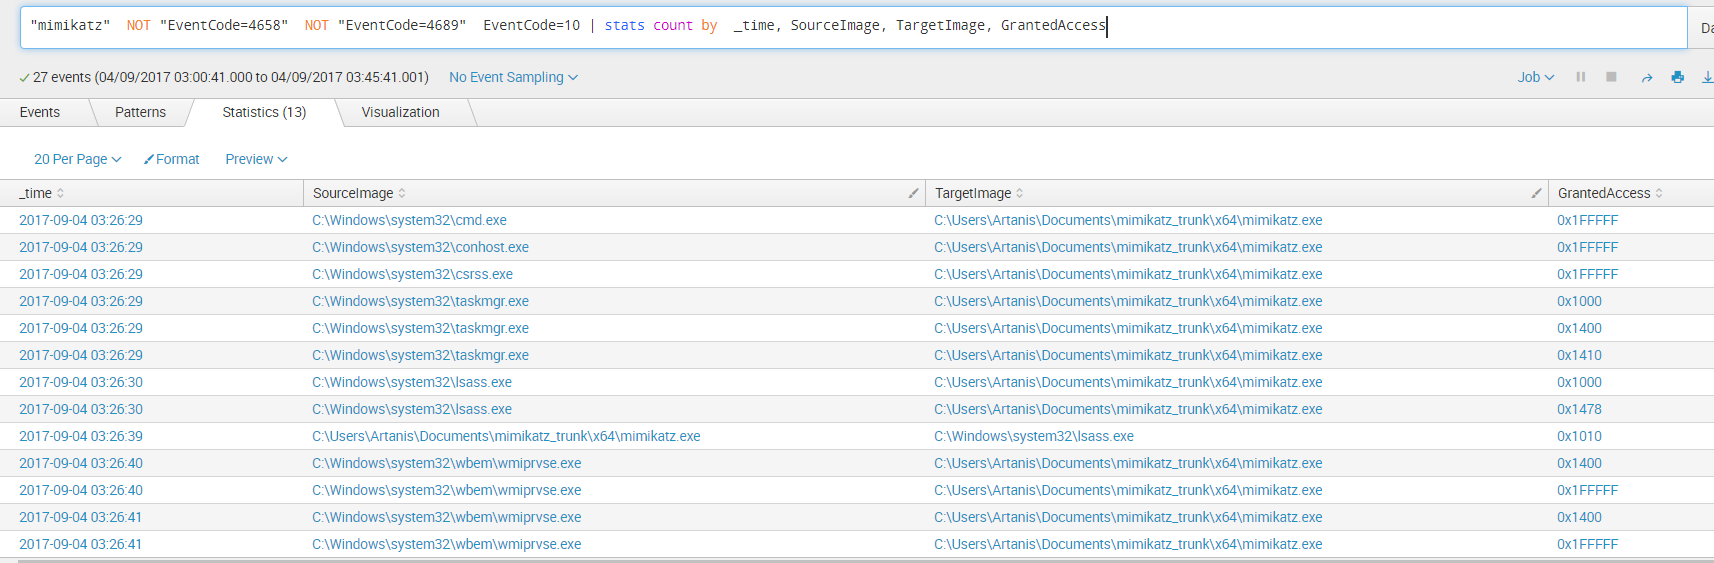 "mimikatz" NOT "EventCode=4658" NOT "EventCode=4689" EventCode=10 | stats count by _time, SourceImage, TargetImage, GrantedAccess
Da
27 events (04/09/2017 03:00:41.000 to 04/09/2017 03:45:41.001) No Event Sampling Job
Events Patterns Statistics (13) Visualization
20 Per Page Format Preview
_time SourceImage TargetImage GrantedAccess
2017-09-04 03:26:29 C:\Windows\system32\cmd.exe C:\Users\Artanis\Documents\mimikatz_trunk\x64\mimikatz.exe 0x1FFFFF
2017-09-04 03:26:29 C:\Windows\system32\conhost.exe C:\Users\Artanis\Documents\mimikatz_trunk\x64\mimikatz.exe 0x1FFFFF
2017-09-04 03:26:29 C:\Windows\system32\csrss.exe C:\Users\Artanis\Documents\mimikatz_trunk\x64\mimikatz.exe 0x1FFFFF
2017-09-04 03:26:29 C:\Windows\system32\taskmgr.exe C:\Users\Artanis\Documents\mimikatz_trunk\x64\mimikatz.exe 0x1000
2017-09-04 03:26:29 C:\Windows\system32\taskmgr.exe C:\Users\Artanis\Documents\mimikatz_trunk\x64\mimikatz.exe 0x1400
2017-09-04 03:26:29 C:\Windows\system32\taskmgr.exe C:\Users\Artanis\Documents\mimikatz_trunk\x64\mimikatz.exe 0x1410
2017-09-04 03:26:30 C:\Windows\system32\lsass.exe C:\Users\Artanis\Documents\mimikatz_trunk\x64\mimikatz.exe 0x1000
2017-09-04 03:26:30 C:\Windows\system32\lsass.exe C:\Users\Artanis\Documents\mimikatz_trunk\x64\mimikatz.exe 0x1478
2017-09-04 03:26:39 C:\Users\Artanis\Documents\mimikatz_trunk\x64\mimikatz.exe C:\Windows\system32\lsass.exe 0x1010
2017-09-04 03:26:40 C:\Windows\system32\wbem\wmiprvse.exe C:\Users\Artanis\Documents\mimikatz_trunk\x64\mimikatz.exe 0x1400
2017-09-04 03:26:40 C:\Windows\system32\wbem\wmiprvse.exe C:\Users\Artanis\Documents\mimikatz_trunk\x64\mimikatz.exe 0x1FFFFF
2017-09-04 03:26:41 C:\Windows\system32\wbem\wmiprvse.exe C:\Users\Artanis\Documents\mimikatz_trunk\x64\mimikatz.exe 0x1400
2017-09-04 03:26:41 C:\Windows\system32\wbem\wmiprvse.exe C:\Users\Artanis\Documents\mimikatz_trunk\x64\mimikatz.exe 0x1FFFFF